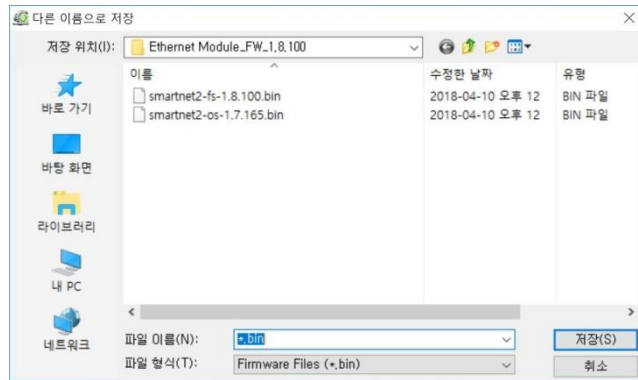 다른 이름으로 저장
저장 위치(I): Ethernet Module_FW_1,8,100
이름 수정한 날짜 유형
smartnet2-fs-1.8.100.bin 2018-04-10 오후 12 BIN 파일
smartnet2-os-1.7.165.bin 2018-04-10 오후 12 BIN 파일
바로 가기
바탕 화면
라이브러리
내 PC
네트워크
파일 이름(N): *,bin 저장(S)
파일 형식(T): Firmware Files (*,bin) 취소